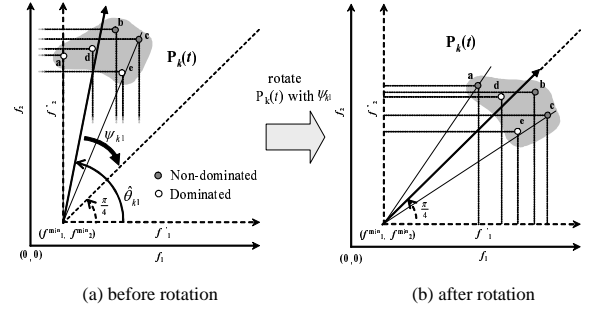 b
c
d
a
e
P_k(t)
f_2
f'_2
ψ_k1
Non-dominated
Dominated
θ̂_k1
π/4
(f^min_1, f^min_2)
f'_1
(0,0)
f_1
(a) before rotation
rotate
P_k(t) with ψ_k1
P_k(t)
a
d
b
c
e
f_2
f'_2
π/4
(f^min_1, f^min_2)
f'_1
(0,0)
f_1
(b) after rotation